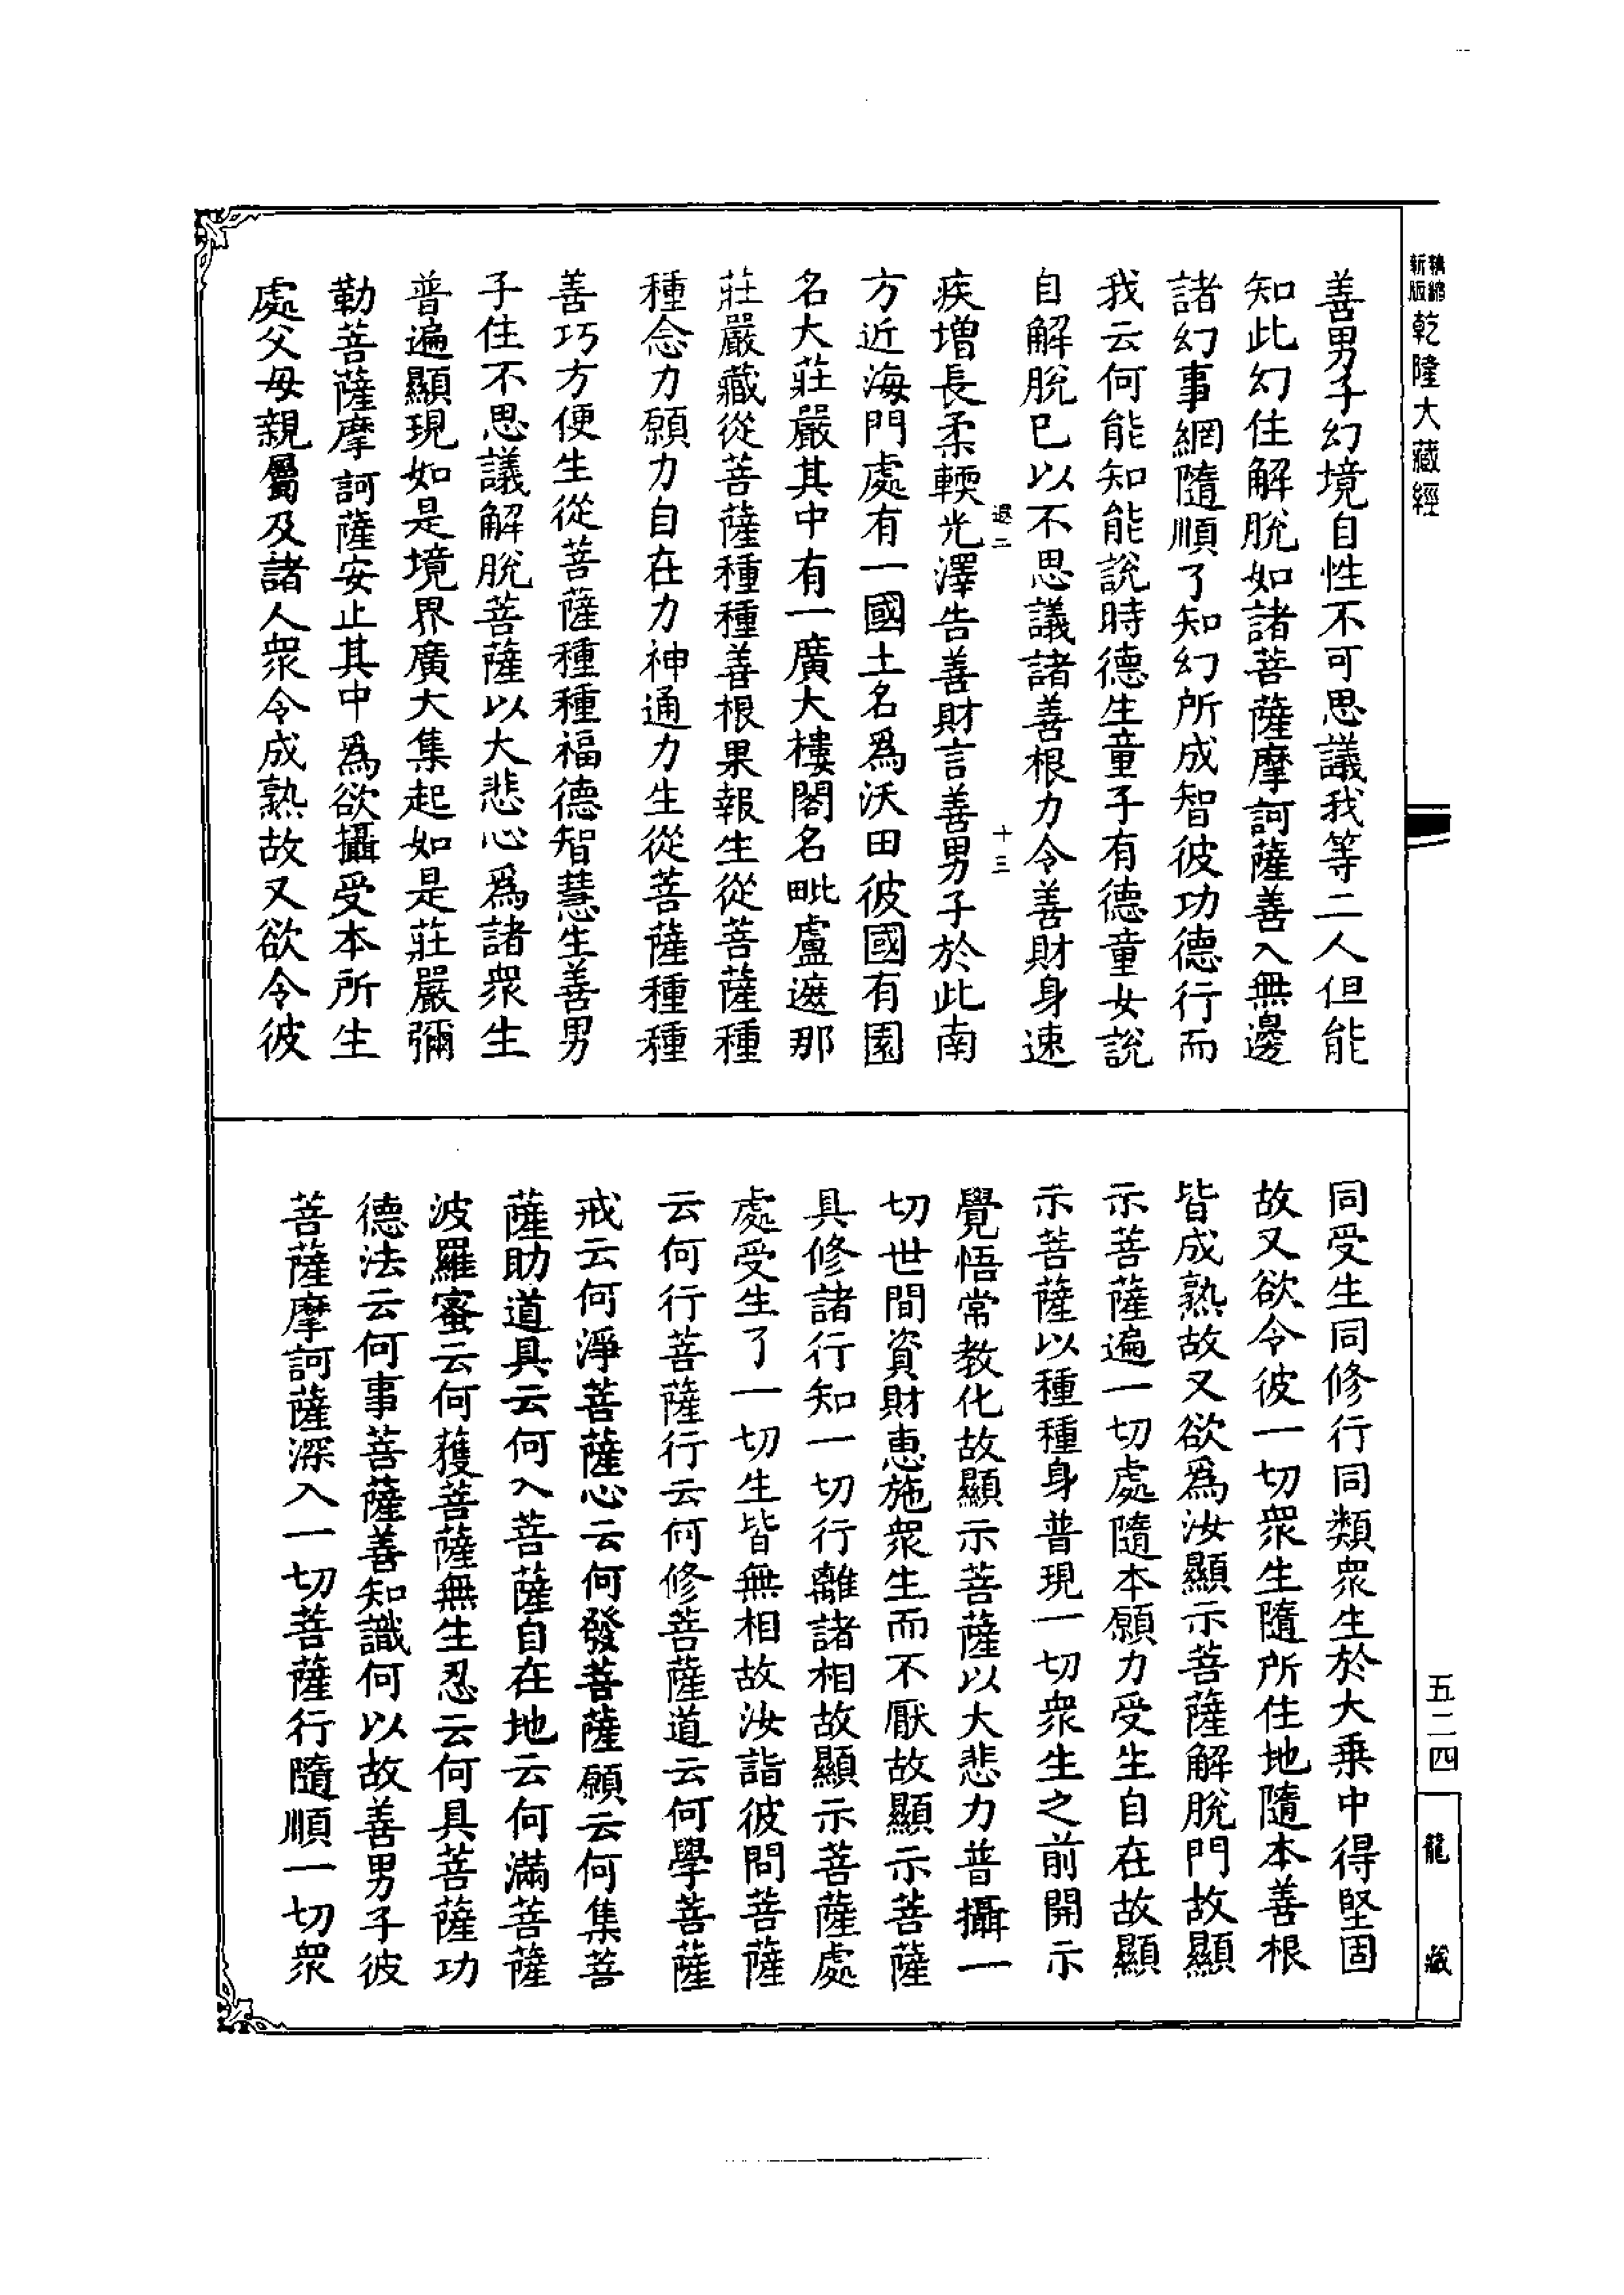 新版
精縮
乾隆大藏經
善男子幻境自性不可思議我等二人但能
知此幻住解脫如諸菩薩摩訶薩善入無邊
諸幻事網隨順了知幻所成智彼功德行而
我云何能知能說時德生童子有德童女說
自解脫已以不思議諸善根力令善財身速
退二
十三
疾增長柔輭光澤告善財言善男子於此南
方近海門處有一國土名爲沃田彼國有園
名大莊嚴其中有一廣大樓閣名毗盧遮那
莊嚴藏從菩薩種種善根果報生從菩薩種
種念力願力自在力神通力生從菩薩種種
善巧方便生從菩薩種種福德智慧生善男
子住不思議解脫菩薩以大悲心爲諸衆生
普遍顯現如是境界廣大集起如是莊嚴彌
勒菩薩摩訶薩安止其中爲欲攝受本所生
處父母親屬及諸人衆令成熟故又欲令彼
同受生同修行同類衆生於大乗中得堅固
故又欲令彼一切衆生隨所住地隨本善根
皆成熟故又欲爲汝顯示菩薩解脫門故顯
示菩薩遍一切處隨本願力受生自在故顯
示菩薩以種種身普現一切衆生之前開示
覺悟常教化故顯示菩薩以大悲力普攝一
切世間資財惠施衆生而不厭故顯示菩薩
具修諸行知一切行離諸相故顯示菩薩處
處受生了一切生皆無相故汝詣彼問菩薩
云何行菩薩行云何修菩薩道云何學菩薩
戒云何淨菩薩心云何發菩薩願云何集菩
薩助道具云何入菩薩自在地云何滿菩薩
波羅蜜云何獲菩薩無生忍云何具菩薩功
德法云何事菩薩善知識何以故善男子彼
菩薩摩訶薩深入一切菩薩行隨順一切衆
五二四
龍藏